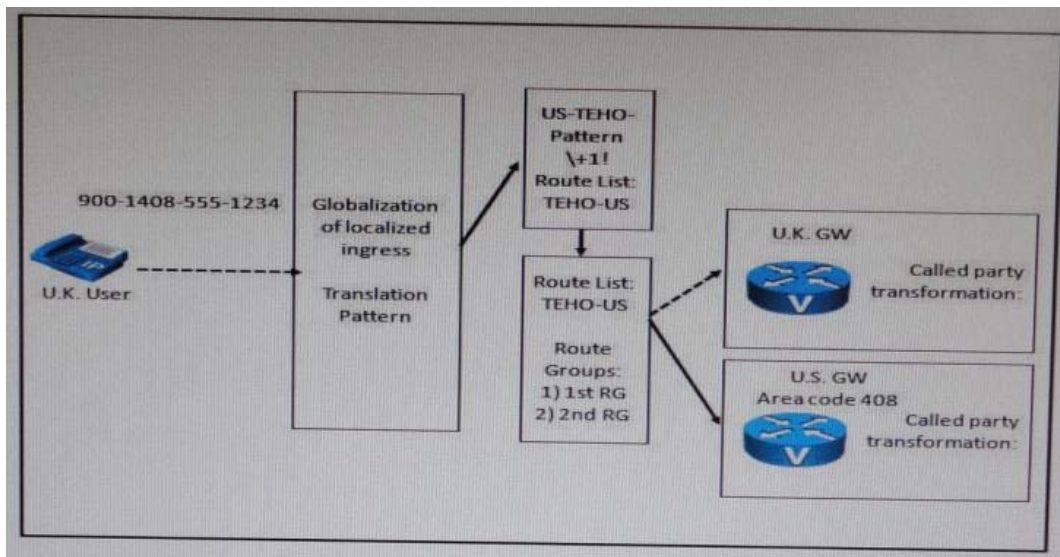 900-1408-555-1234
IP
U.K. User
Globalization
of localized
ingress
Translation
Pattern
US-TEHO-
Pattern
\+1!
Route List:
TEHO-US
Route List:
TEHO-US
Route
Groups:
1) 1st RG
2) 2nd RG
U.K. GW
V
Called party
transformation:
U.S. GW
Area code 408
V
Called party
transformation: